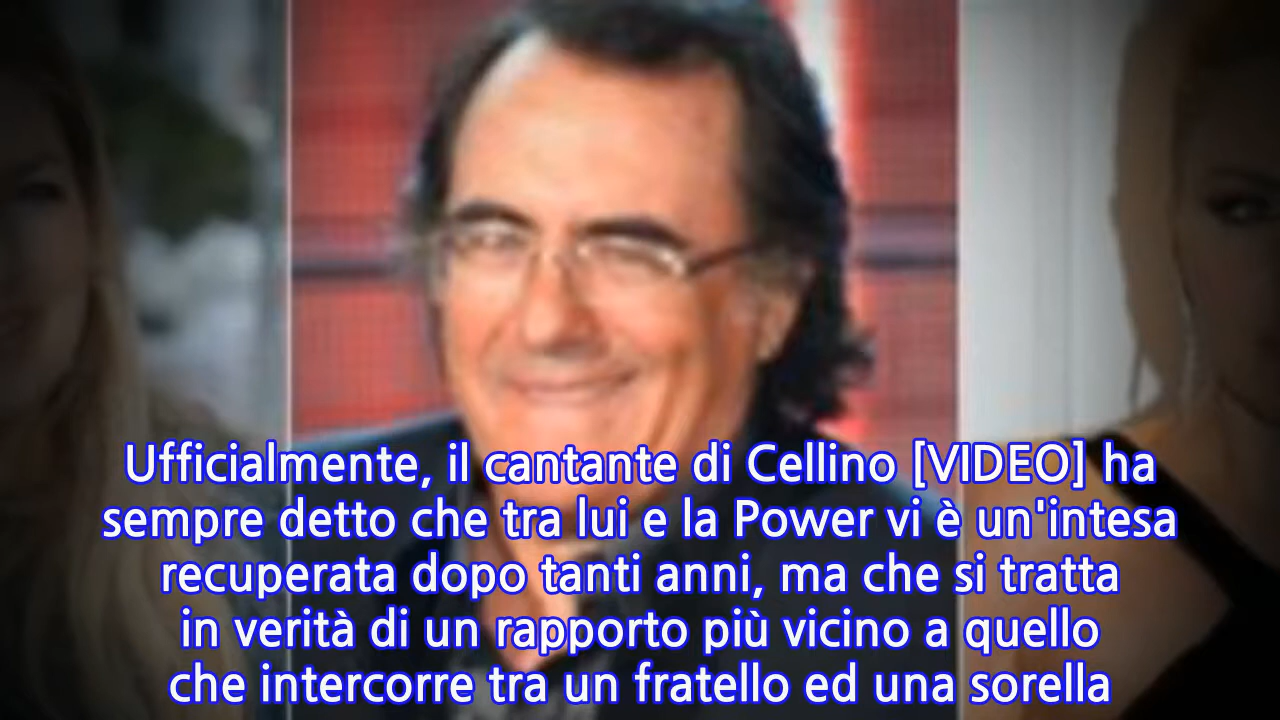 Ufficialmente, il cantante di Cellino [VIDEO] ha
sempre detto che tra lui e la Power vi è un'intesa
recuperata dopo tanti anni, ma che si tratta
in verità di un rapporto più vicino a quello
che intercorre tra un fratello ed una sorella